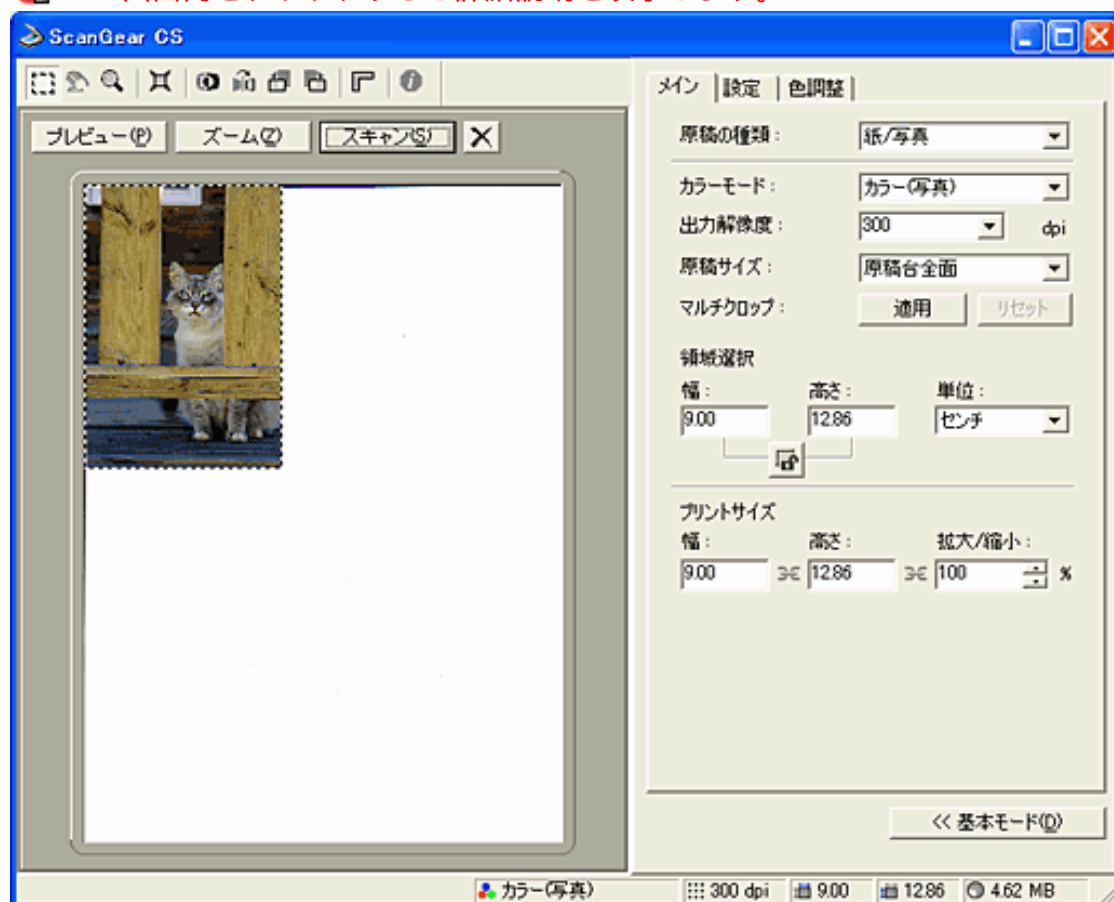 ScanGear CS
メイン 設定 色調整
プレビュー(P) ズーム(Z) スキャン(S)
原稿の種類： 紙/写真
カラーモード： カラー(写真)
出力解像度： 300 dpi
原稿サイズ： 原稿台全面
マルチクロップ： 適用 リセット
領域選択
幅： 高さ： 単位：
9.00 12.86 センチ
プリントサイズ
幅： 高さ： 拡大/縮小：
9.00 12.86 100 %
<< 基本モード(D)
カラー(写真) 300 dpi 9.00 12.86 4.62 MB